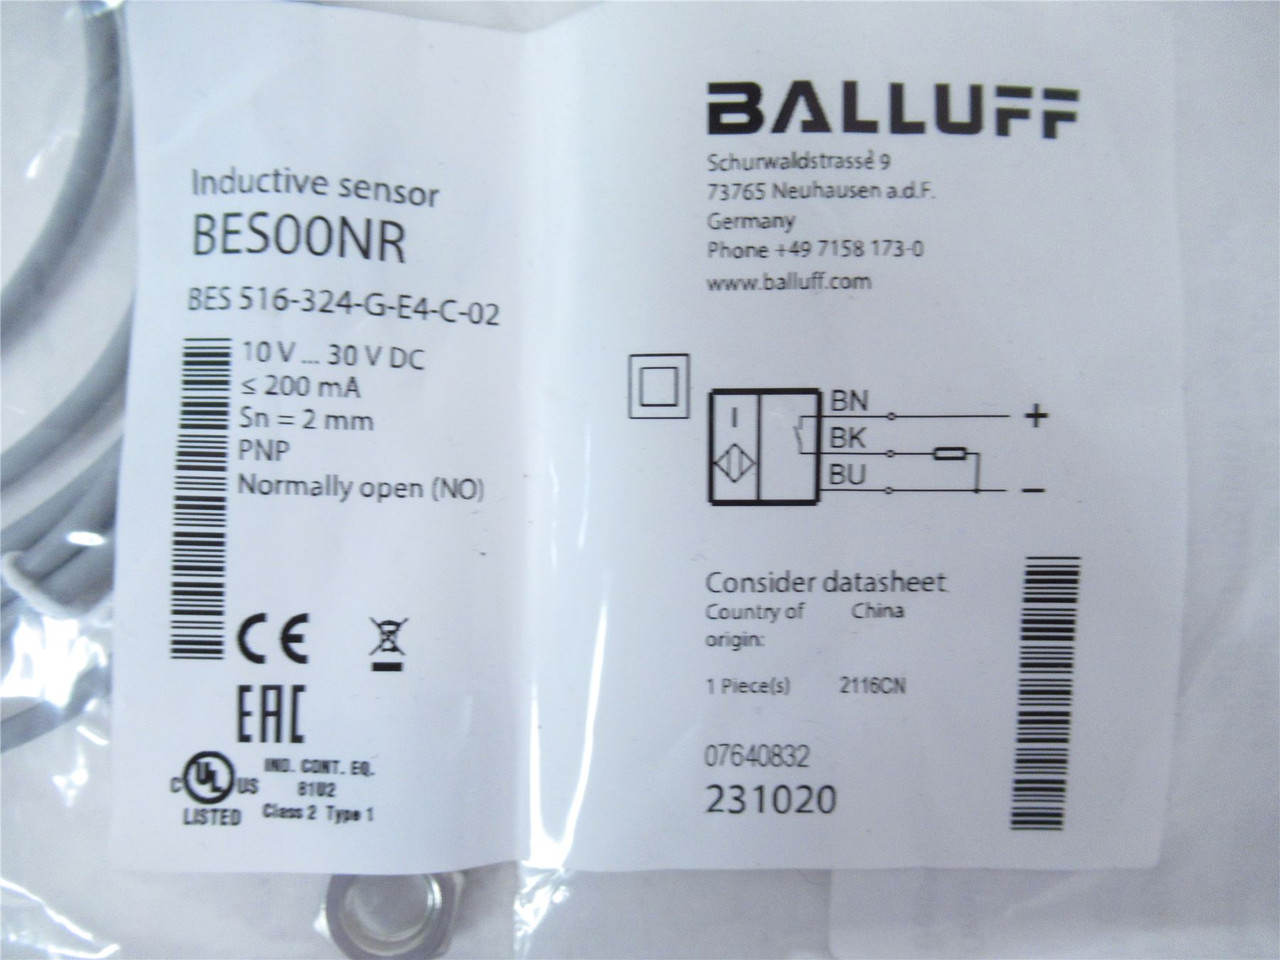 Inductive sensor
BES00NR
BES 516-324-G-E4-C-02
10 V ... 30 V DC
≤ 200 mA
Sn = 2 mm
PNP
Normally open (NO)
CE
EAC
C UL US
LISTED
IND. CONT. EQ.
81U2
Class 2 Type 1
BALLUFF
Schurwaldstrasse 9
73765 Neuhausen a.d.F.
Germany
Phone +49 7158 173-0
www.balluff.com
I
BN +
BK
BU -
Consider datasheet
Country of China
origin:
1 Piece(s) 2116CN
07640832
231020